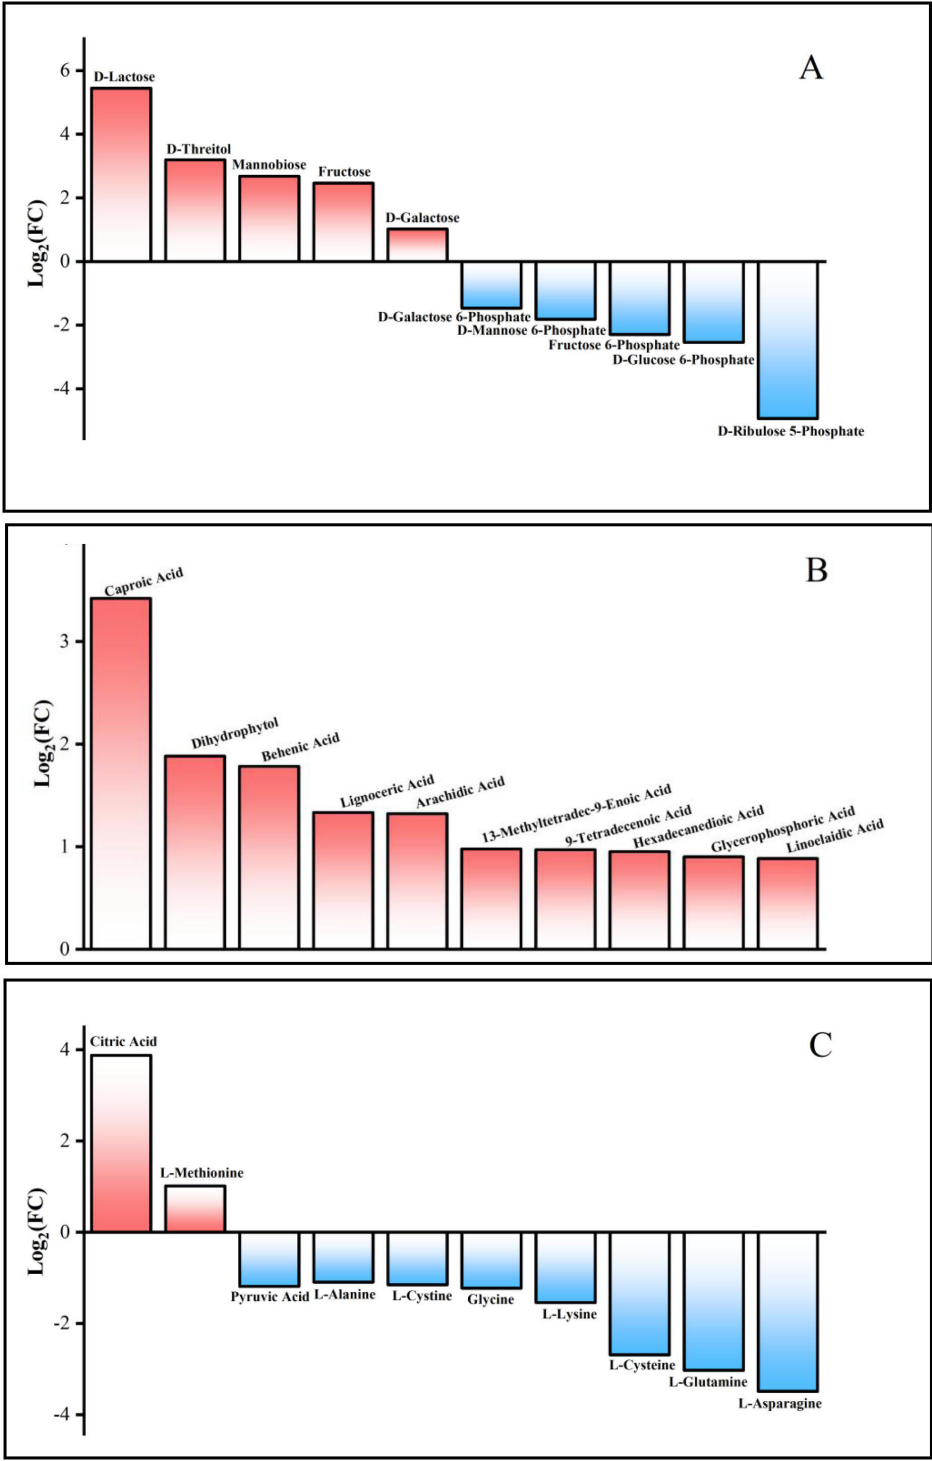 A
6
D-Lactose
4
D-Threitol
Mannobiose
Fructose
2
D-Galactose
Log2(FC)
0
D-Galactose 6-Phosphate
-2
D-Mannose 6-Phosphate
Fructose 6-Phosphate
D-Glucose 6-Phosphate
-4
D-Ribulose 5-Phosphate
B
Caproic Acid
3
Dihydrophytol
2
Behenic Acid
Log2(FC)
Lignoceric Acid
Arachidic Acid
13-Methyltetradec-9-Enoic Acid
9-Tetradecenoic Acid
Hexadecanedioic Acid
Glycerophosphoric Acid
Linoelaidic Acid
1
0
C
Citric Acid
4
2
L-Methionine
Log2(FC)
0
Pyruvic Acid
L-Alanine
L-Cystine
Glycine
L-Lysine
-2
L-Cysteine
L-Glutamine
L-Asparagine
-4